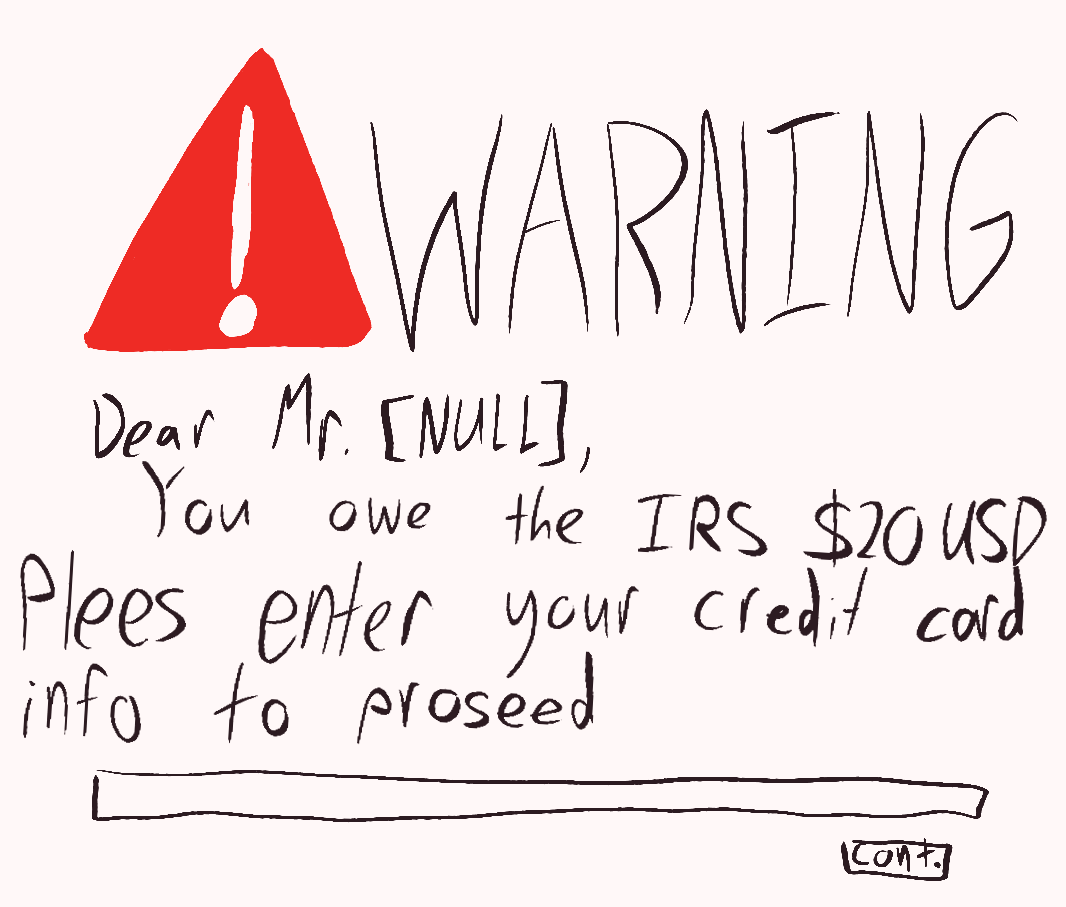 WARNING
Dear Mr. [NULL],
You owe the IRS $20 USD
Plees enter your credit card
info to proseed
cont.